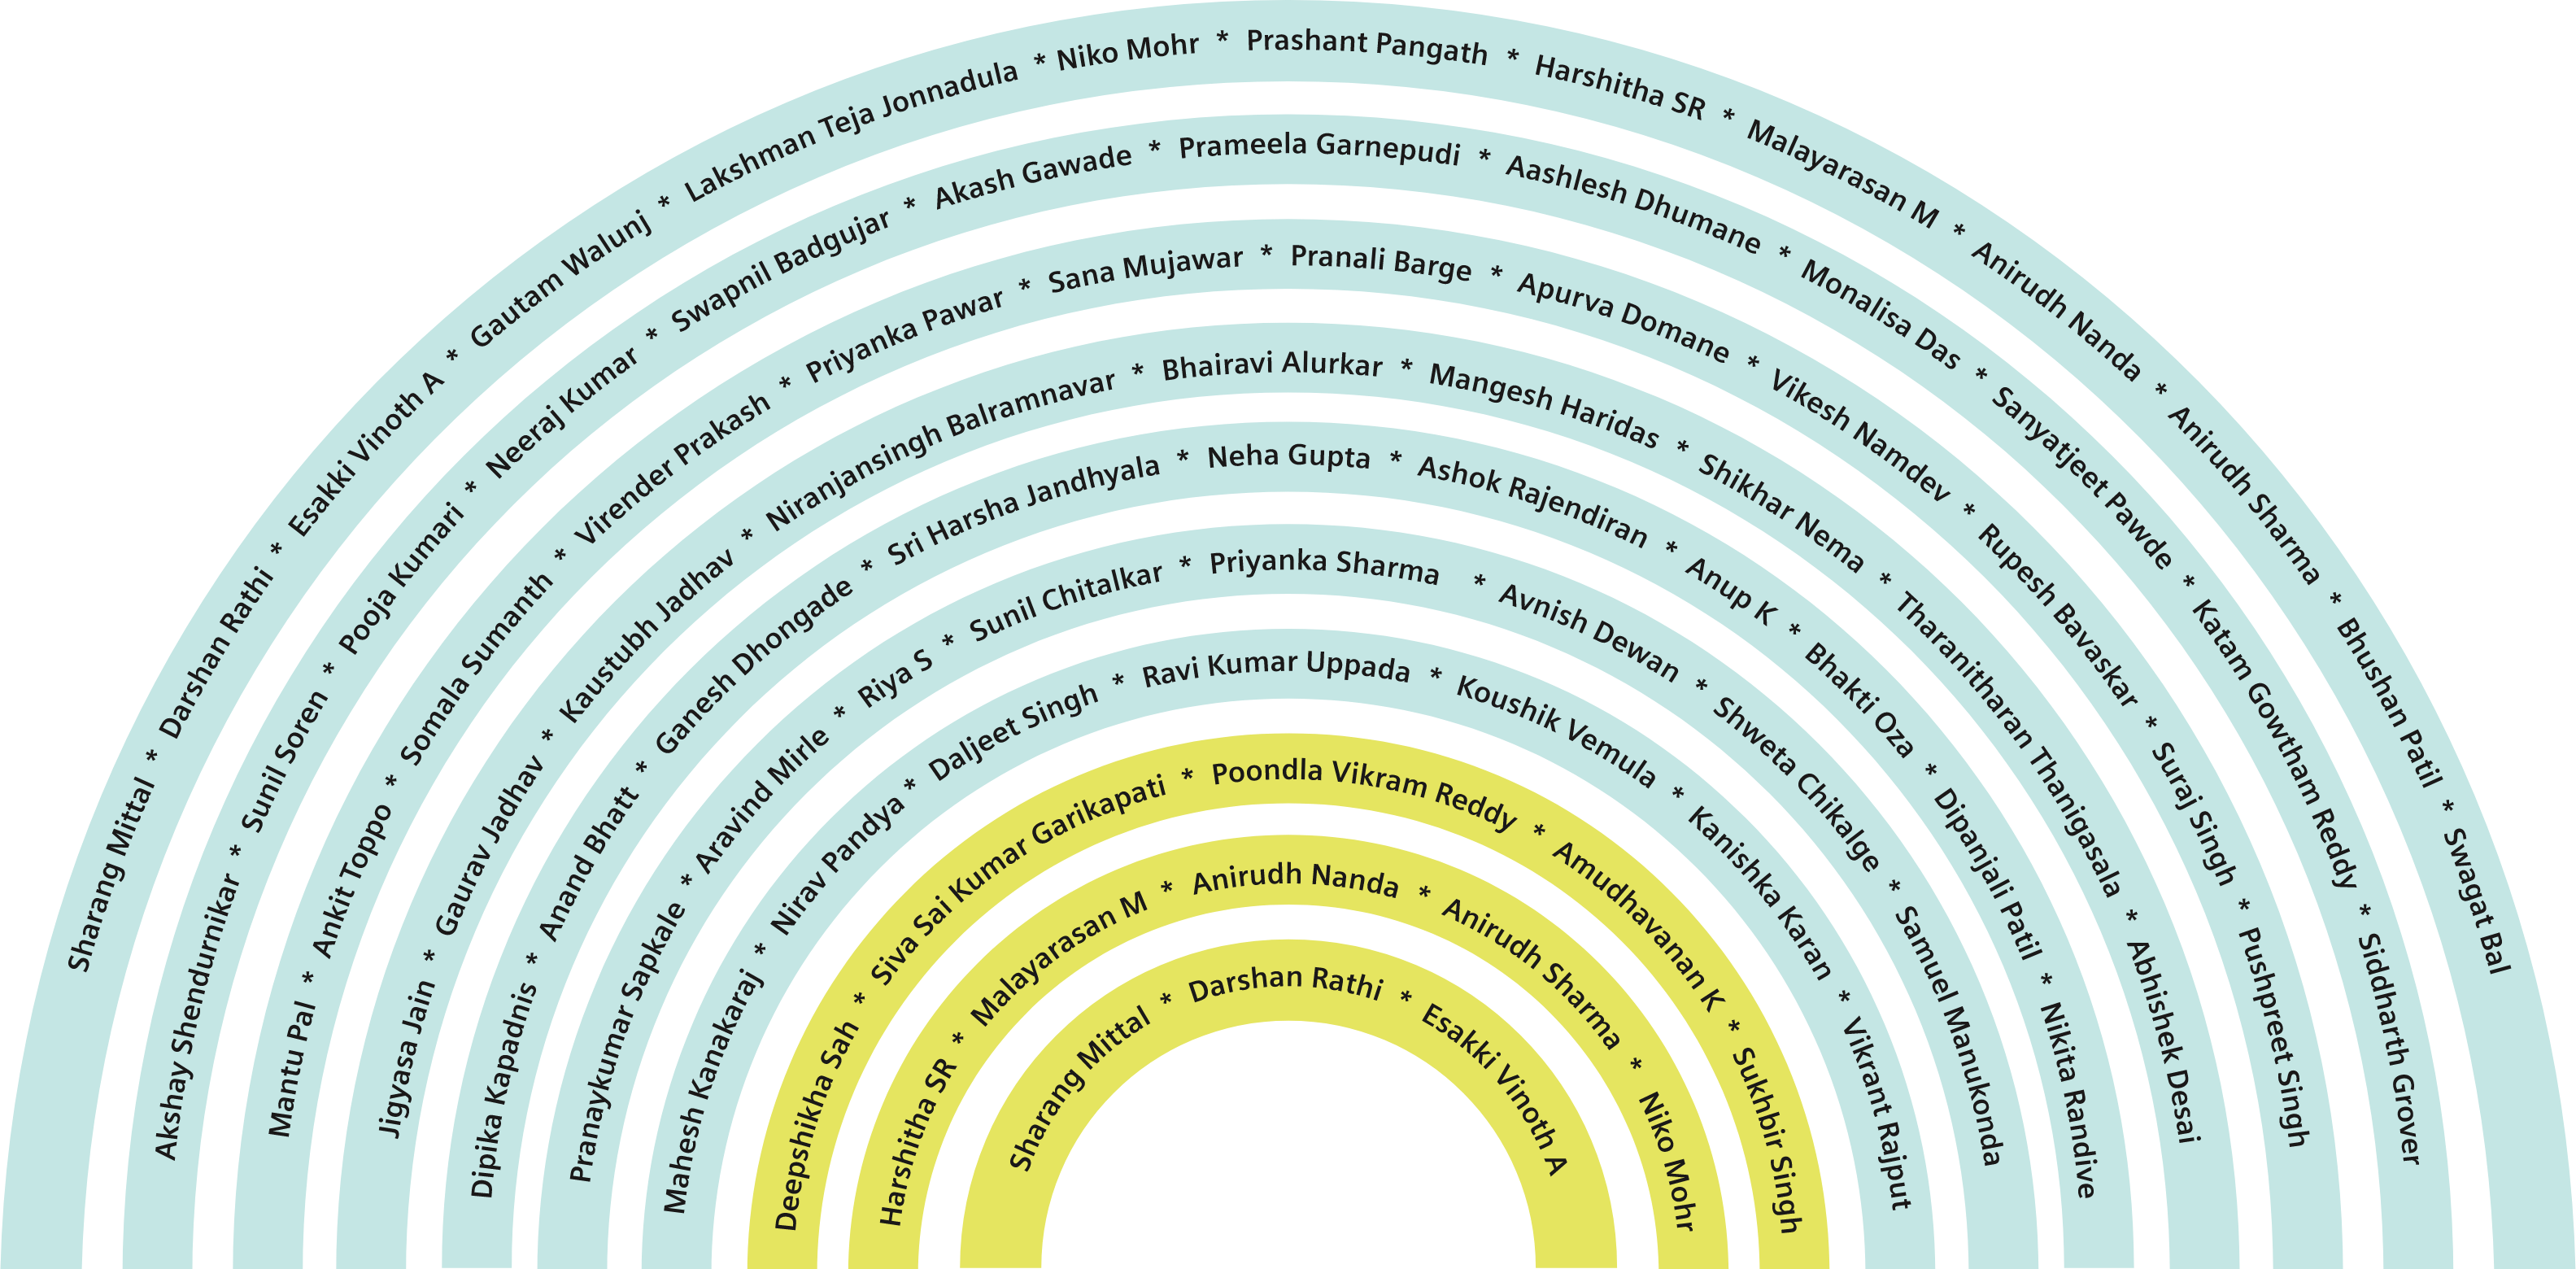 Sharang Mittal * Darshan Rathi * Esakki Vinoth A * Gautam Walunj * Lakshman Teja Jonnadula * Niko Mohr * Prashant Pangath * Harshitha SR * Malayarasan M * Anirudh Nanda * Anirudh Sharma * Bhushan Patil * Swagat Bal
Akshay Shendurnikar * Sunil Soren * Pooja Kumari * Neeraj Kumar * Swapnil Badgujar * Akash Gawade * Prameela Garnepudi * Aashlesh Dhumane * Monalisa Das * Sanyatjeet Pawde * Katam Gowtham Reddy * Siddharth Grover
Mantu Pal * Ankit Toppo * Somala Sumanth * Virender Prakash * Priyanka Pawar * Sana Mujawar * Pranali Barge * Apurva Domane * Vikesh Namdev * Rupesh Bavaskar * Suraj Singh * Pushpreet Singh
Jigyasa Jain * Gaurav Jadhav * Kaustubh Jadhav * Niranjansingh Balramnavar * Bhairavi Alurkar * Mangesh Haridas * Shikhar Nema * Tharanitharan Thanigasala * Abhishek Desai
Dipika Kapadnis * Anand Bhatt * Ganesh Dhongade * Sri Harsha Jandhyala * Neha Gupta * Ashok Rajendiran * Anup K * Bhakti Oza * Dipanjali Patil * Nikita Randive
Pranaykumar Sapkale * Aravind Mirle * Riya S * Sunil Chitalkar * Priyanka Sharma * Avnish Dewan * Shweta Chikalge * Samuel Manukonda
Mahesh Kanakaraj * Nirav Pandya * Daljeet Singh * Ravi Kumar Uppada * Koushik Vemula * Kanishka Karan * Vikrant Rajput
Deepshikha Sah * Siva Sai Kumar Garikapati * Poondla Vikram Reddy * Amudhavanan K * Sukhbir Singh
Harshitha SR * Malayarasan M * Anirudh Nanda * Anirudh Sharma * Niko Mohr
Sharang Mittal * Darshan Rathi * Esakki Vinoth A